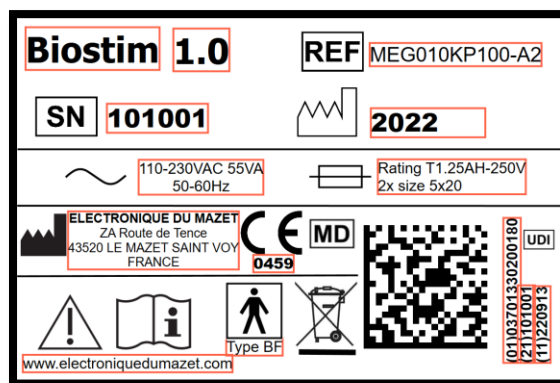 Biostim 1.0
REF MEG010KP100-A2
SN 101001
2022
110-230VAC 55VA
50-60Hz
Rating T1.25AH-250V
2x size 5x20
ELECTRONIQUE DU MAZET
ZA Route de Tence
43520 LE MAZET SAINT VOY
FRANCE
CE
0459
MD
UDI
(01)03701330200180
(21)101001
(11)220913
Type BF
www.electroniquedumazet.com